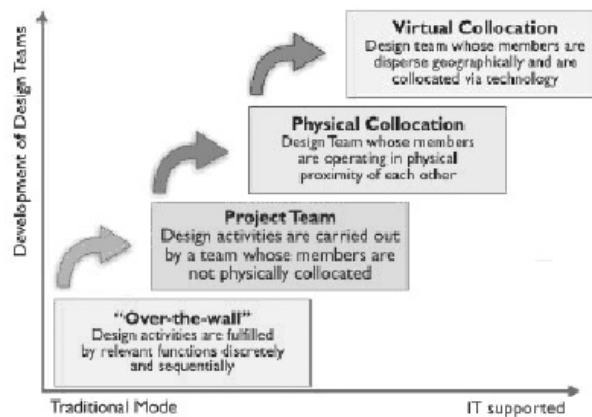 Development of Design Teams
Virtual Collocation
Design team whose members are
disperse geographically and are
collocated via technology
Physical Collocation
Design Team whose members
are operating in physical
proximity of each other
Project Team
Design activities are carried out
by a team whose members are
not physically collocated
"Over-the-wall"
Design activities are fulfilled
by relevant functions discretely
and sequentially
Traditional Mode
IT supported